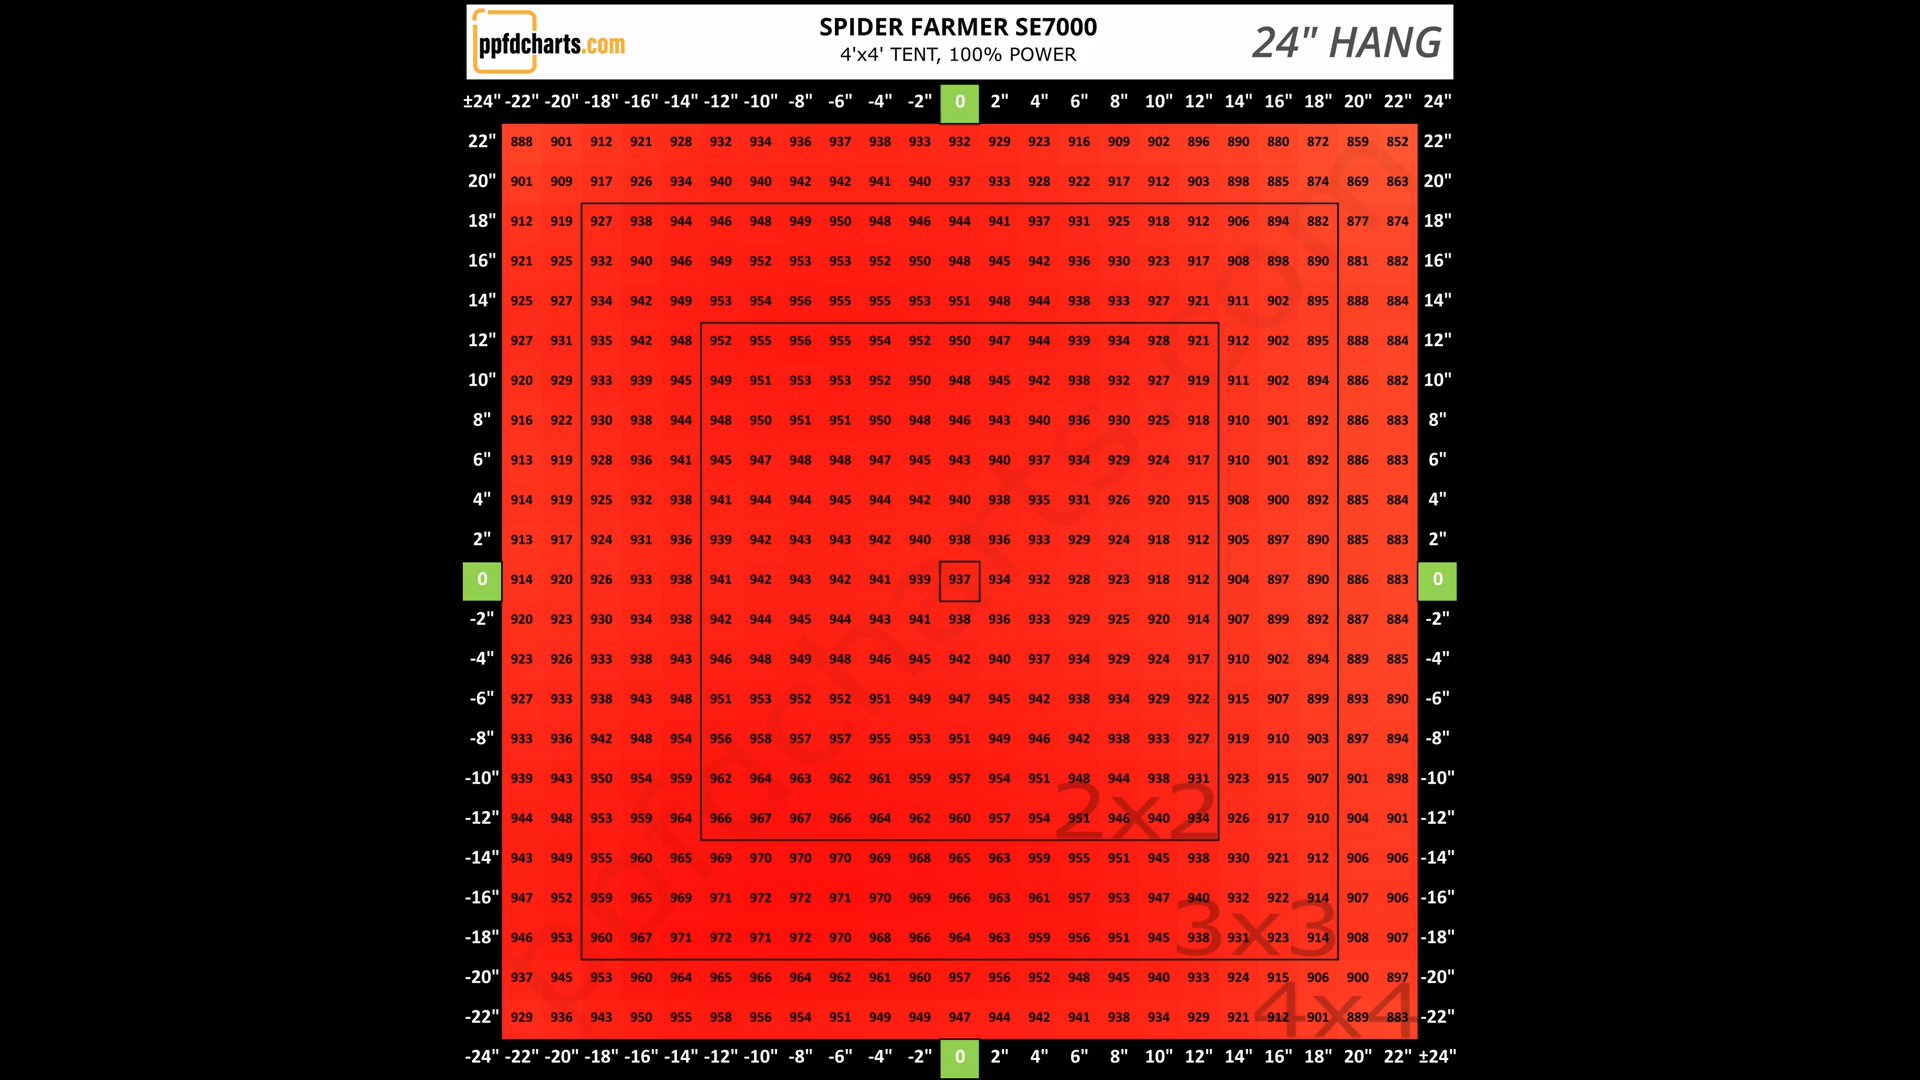 ppfdcharts.com
SPIDER FARMER SE7000
4'x4' TENT, 100% POWER
24" HANG
±24" -22" -20" -18" -16" -14" -12" -10" -8" -6" -4" -2" 0 2" 4" 6" 8" 10" 12" 14" 16" 18" 20" 22" 24"
22" 888 901 912 921 928 932 934 936 937 938 933 932 929 923 916 909 902 896 890 880 872 859 852 22"
20" 901 909 917 926 934 940 940 942 942 941 940 937 933 928 922 917 912 903 898 885 874 869 863 20"
18" 912 919 927 938 944 946 948 949 950 948 946 944 941 937 931 925 918 912 906 894 882 877 874 18"
16" 921 925 932 940 946 949 952 953 953 952 950 948 945 942 936 930 923 917 908 898 890 881 882 16"
14" 925 927 934 942 949 953 954 956 955 955 953 951 948 944 938 933 927 921 911 902 895 888 884 14"
12" 927 931 935 942 948 952 955 956 955 954 952 950 947 944 939 934 928 921 912 902 895 888 884 12"
10" 920 929 933 939 945 949 951 953 953 952 950 948 945 942 938 932 927 919 911 902 894 886 882 10"
8" 916 922 930 938 944 948 950 951 951 950 948 946 943 940 936 930 925 918 910 901 892 886 883 8"
6" 913 919 928 936 941 945 947 948 948 947 945 943 940 937 934 929 924 917 910 901 892 886 883 6"
4" 914 919 925 932 938 941 944 944 945 944 942 940 938 935 931 926 920 915 908 900 892 885 884 4"
2" 913 917 924 931 936 939 942 943 943 942 940 938 936 933 929 924 918 912 905 897 890 885 883 2"
0 914 920 926 933 938 941 942 943 942 941 939 937 934 932 928 923 918 912 904 897 890 886 883 0
-2" 920 923 930 934 938 942 944 945 944 943 941 938 936 933 929 925 920 914 907 899 892 887 884 -2"
-4" 923 926 933 938 943 946 948 949 948 946 945 942 940 937 934 929 924 917 910 902 894 889 885 -4"
-6" 927 933 938 943 948 951 953 952 952 951 949 947 945 942 938 934 929 922 915 907 899 893 890 -6"
-8" 933 936 942 948 954 956 958 957 957 955 953 951 949 946 942 938 933 927 919 910 903 897 894 -8"
-10" 939 943 950 954 959 962 964 963 962 961 959 957 954 951 948 944 938 931 923 915 907 901 898 -10"
-12" 944 948 953 959 964 966 967 967 966 964 962 960 957 954 951 946 940 934 926 917 910 904 901 -12"
2x2
-14" 943 949 955 960 965 969 970 970 970 969 968 965 963 959 955 951 945 938 930 921 912 906 906 -14"
-16" 947 952 959 965 969 971 972 972 971 970 969 966 963 961 957 953 947 940 932 922 914 907 906 -16"
-18" 946 953 960 967 971 972 971 972 970 968 966 964 963 959 956 951 945 938 931 923 914 908 907 -18"
3x3
-20" 937 945 953 960 964 965 966 964 962 961 960 957 956 952 948 945 940 933 924 915 906 900 897 -20"
-22" 929 936 943 950 955 958 956 954 951 949 949 947 944 942 941 938 934 929 921 912 901 889 883 -22"
4x4
-24" -22" -20" -18" -16" -14" -12" -10" -8" -6" -4" -2" 0 2" 4" 6" 8" 10" 12" 14" 16" 18" 20" 22" ±24"
ppfdcharts.com